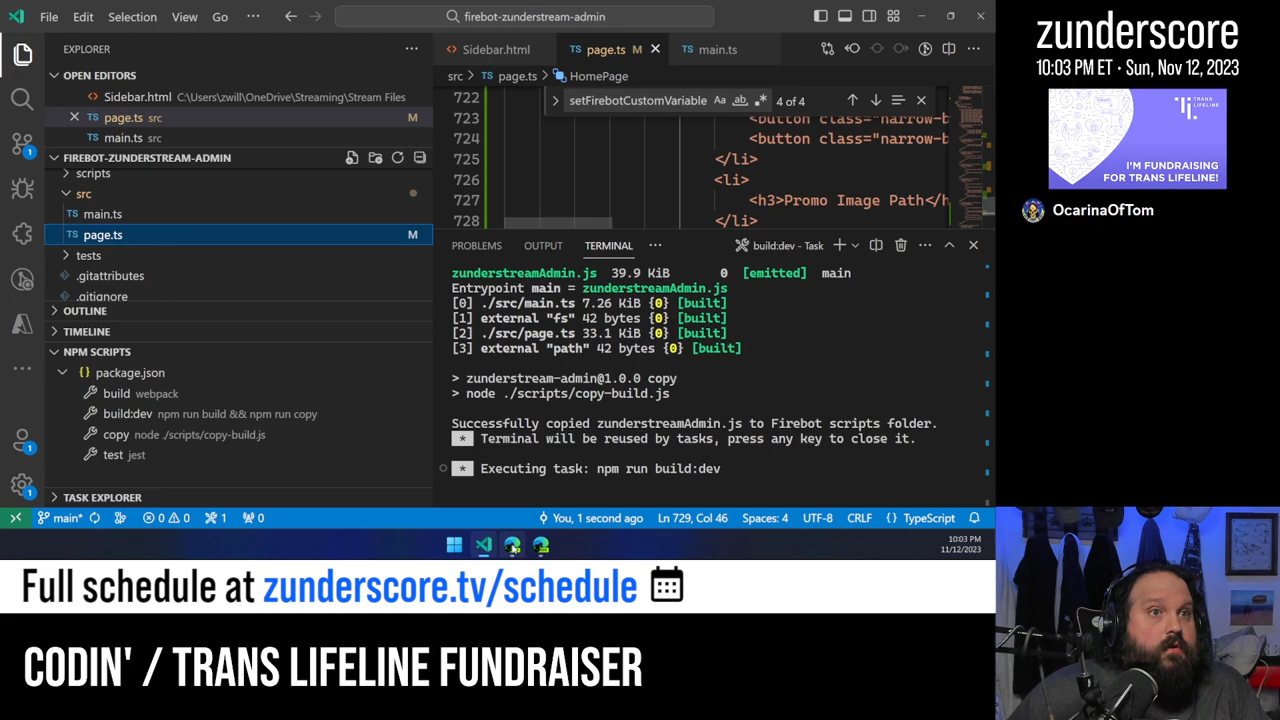 File Edit Selection View Go ··· firebot-zunderstream-admin
EXPLORER
OPEN EDITORS
Sidebar.html C:\Users\zwill\OneDrive\Streaming\Stream Files
page.ts src M
main.ts src
FIREBOT-ZUNDERSTREAM-ADMIN
scripts
src
main.ts
page.ts M
tests
.gitattributes
.gitignore
OUTLINE
TIMELINE
NPM SCRIPTS
package.json
build webpack
build:dev npm run build && npm run copy
copy node ./scripts/copy-build.js
test jest
TASK EXPLORER
Sidebar.html page.ts M main.ts
src > page.ts > HomePage
setFirebotCustomVariable Aa ab 4 of 4
722
723 <button class="narrow-b
724 <button class="narrow-b
725 </li>
726 <li>
727 <h3>Promo Image Path</h
728 </li>
PROBLEMS OUTPUT TERMINAL ··· build:dev - Task
zunderstreamAdmin.js 39.9 KiB 0 [emitted] main
Entrypoint main = zunderstreamAdmin.js
[0] ./src/main.ts 7.26 KiB {0} [built]
[1] external "fs" 42 bytes {0} [built]
[2] ./src/page.ts 33.1 KiB {0} [built]
[3] external "path" 42 bytes {0} [built]
> zunderstream-admin@1.0.0 copy
> node ./scripts/copy-build.js
Successfully copied zunderstreamAdmin.js to Firebot scripts folder.
* Terminal will be reused by tasks, press any key to close it.
* Executing task: npm run build:dev
main* 0 0 1 0 You, 1 second ago Ln 729, Col 46 Spaces: 4 UTF-8 CRLF {} TypeScript
10:03 PM
11/12/2023
zunderscore
10:03 PM ET · Sun, Nov 12, 2023
TRANS LIFELINE
I'M FUNDRAISING
FOR TRANS LIFELINE!
OcarinaOfTom
Full schedule at zunderscore.tv/schedule
CODIN' / TRANS LIFELINE FUNDRAISER